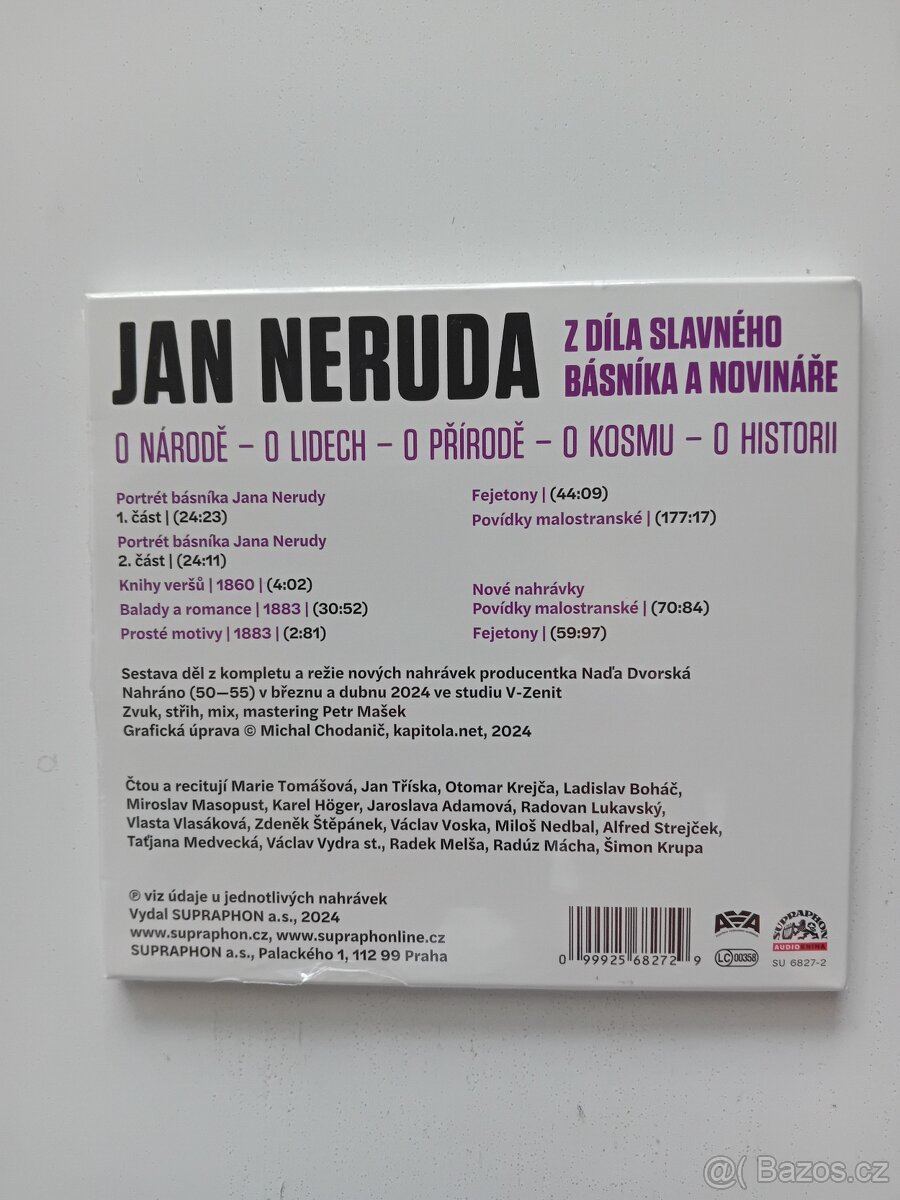 JAN NERUDA
Z DÍLA SLAVNÉHO
BÁSNÍKA A NOVINÁŘE
O NÁRODĚ – O LIDECH – O PŘÍRODĚ – O KOSMU – O HISTORII
Portrét básníka Jana Nerudy
1. část | (24:23)
Portrét básníka Jana Nerudy
2. část | (24:11)
Knihy veršů | 1860 | (4:02)
Balady a romance | 1883 | (30:52)
Prosté motivy | 1883 | (2:81)
Fejetony | (44:09)
Povídky malostranské | (177:17)
Nové nahrávky
Povídky malostranské | (70:84)
Fejetony | (59:97)
Sestava děl z kompletu a režie nových nahrávek producentka Naďa Dvorská
Nahráno (50—55) v březnu a dubnu 2024 ve studiu V-Zenit
Zvuk, střih, mix, mastering Petr Mašek
Grafická úprava © Michal Chodanič, kapitola.net, 2024
Čtou a recitují Marie Tomášová, Jan Tříska, Otomar Krejča, Ladislav Boháč,
Miroslav Masopust, Karel Höger, Jaroslava Adamová, Radovan Lukavský,
Vlasta Vlasáková, Zdeněk Štěpánek, Václav Voska, Miloš Nedbal, Alfred Strejček,
Taťjana Medvecká, Václav Vydra st., Radek Melša, Radúz Mácha, Šimon Krupa
℗ viz údaje u jednotlivých nahrávek
Vydal SUPRAPHON a.s., 2024
www.supraphon.cz, www.supraphonline.cz
SUPRAPHON a.s., Palackého 1, 112 99 Praha
0 99925 68272 9
LC 00358
SUPRAPHON
AUDIOKNIHA
SU 6827-2
@( Bazos.cz